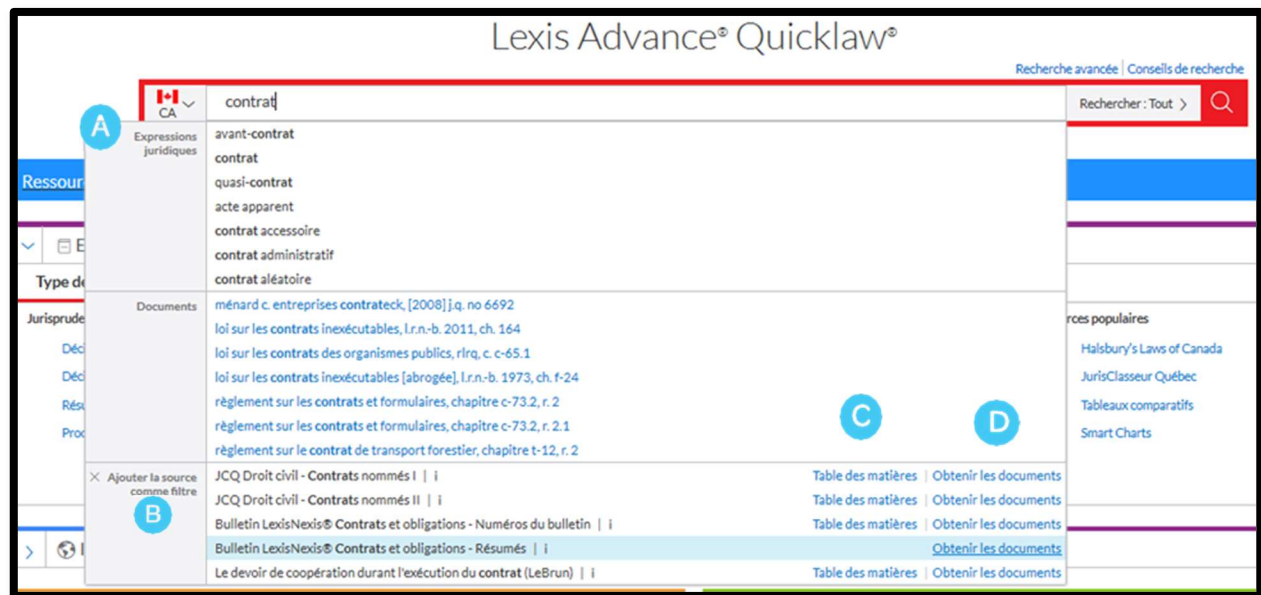 Lexis Advance® Quicklaw®
Recherche avancée | Conseils de recherche
CA
contrat
Rechercher : Tout >
A
Expressions juridiques
avant-contrat
contrat
quasi-contrat
acte apparent
contrat accessoire
contrat administratif
contrat aléatoire
Ressour
E
Type de
Jurisprude
Déci
Déci
Résu
Proc
Documents
ménard c. entreprises contrateck, [2008] j.q. no 6692
loi sur les contrats inexécutables, l.r.n.-b. 2011, ch. 164
loi sur les contrats des organismes publics, rlrq, c. c-65.1
loi sur les contrats inexécutables [abrogée], l.r.n.-b. 1973, ch. f-24
règlement sur les contrats et formulaires, chapitre c-73.2, r. 2
règlement sur les contrats et formulaires, chapitre c-73.2, r. 2.1
règlement sur le contrat de transport forestier, chapitre t-12, r. 2
rces populaires
Halsbury's Laws of Canada
JurisClasseur Québec
Tableaux comparatifs
Smart Charts
C
D
× Ajouter la source
comme filtre
B
JCQ Droit civil - Contrats nommés I | i Table des matières | Obtenir les documents
JCQ Droit civil - Contrats nommés II | i Table des matières | Obtenir les documents
Bulletin LexisNexis® Contrats et obligations - Numéros du bulletin | i Table des matières | Obtenir les documents
Bulletin LexisNexis® Contrats et obligations - Résumés | i Obtenir les documents
Le devoir de coopération durant l'exécution du contrat (LeBrun) | i Table des matières | Obtenir les documents